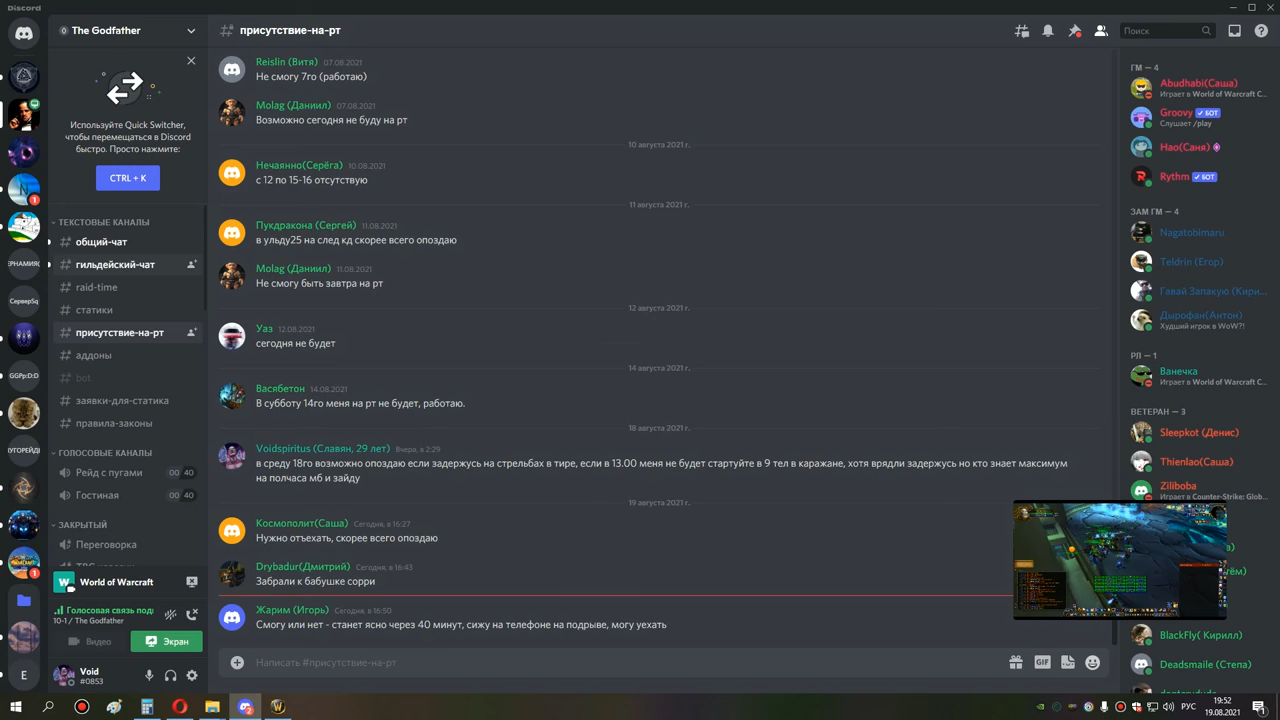 Discord
The Godfather
присутствие-на-рт
Поиск
Используйте Quick Switcher,
чтобы перемещаться в Discord
быстро. Просто нажмите:
CTRL + K
ТЕКСТОВЫЕ КАНАЛЫ
общий-чат
гильдейский-чат
raid-time
статики
присутствие-на-рт
аддоны
bot
заявки-для-статика
правила-законы
ГОЛОСОВЫЕ КАНАЛЫ
Рейд с пугами 00 40
Гостиная 00 40
ЗАКРЫТЫЙ
Переговорка
World of Warcraft
Голосовая связь под
10-1 / The Godfather
Видео
Экран
Void
#0853
N
1
СерверSq
GGPp:D:D
1
E
Reislin (Витя) 07.08.2021
Не смогу 7го (работаю)
Molag (Даниил) 07.08.2021
Возможно сегодня не буду на рт
10 августа 2021 г.
Нечаянно(Серёга) 10.08.2021
с 12 по 15-16 отсутствую
11 августа 2021 г.
Пукдракона (Сергей) 11.08.2021
в ульду25 на след кд скорее всего опоздаю
Molag (Даниил) 11.08.2021
Не смогу быть завтра на рт
12 августа 2021 г.
Уаз 12.08.2021
сегодня не будет
14 августа 2021 г.
Васябетон 14.08.2021
В субботу 14го меня на рт не будет, работаю.
18 августа 2021 г.
Voidspiritus (Славян, 29 лет) Вчера, в 2:29
в среду 18го возможно опоздаю если задержусь на стрельбах в тире, если в 13.00 меня не будет стартуйте в 9 тел в каражане, хотя врядли задержусь но кто знает максимум
на полчаса мб и зайду
19 августа 2021 г.
Космополит(Саша) Сегодня, в 16:27
Нужно отъехать, скорее всего опоздаю
Drybadur(Дмитрий) Сегодня, в 16:43
Забрали к бабушке сорри
Жарим (Игорь) Сегодня, в 16:50
Смогу или нет - станет ясно через 40 минут, сижу на телефоне на подрыве, могу уехать
Написать #присутствие-на-рт
GIF
ГМ — 4
Abudhabi(Саша)
Играет в World of Warcraft C...
Groovy БОТ
Слушает /play
Нао(Саня)
Rythm БОТ
ЗАМ ГМ — 4
Nagatobimaru
Teldrin (Егор)
Гавай Запакую (Кири...
Дырофан(Антон)
Худший игрок в WoW?!
РЛ — 1
Ванечка
Играет в World of Warcraft C...
ВЕТЕРАН — 3
Sleepkot (Денис)
Thienlao(Саша)
Ziliboba
Играет в Counter-Strike: Glob...
BlackFly( Кирилл)
Deadsmaile (Степа)
РУС
19:52
19.08.2021
1